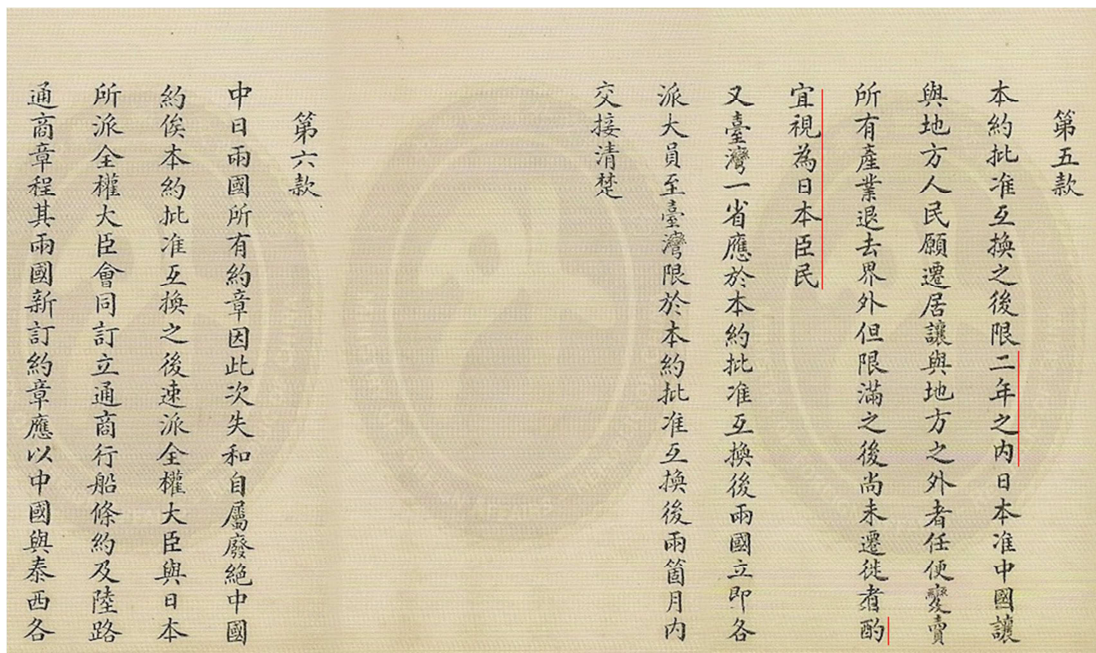 第五款
本約批准互換之後限二年之內日本准中國讓
與地方人民願遷居讓與地方之外者任便變賣
所有產業退去界外但限滿之後尚未遷徙者酌
宜視為日本臣民
又臺灣一省應於本約批准互換後兩國立即各
派大員至臺灣限於本約批准互換後兩箇月內
交接清楚
第六款
中日兩國所有約章因此次失和自屬廢絕中國
約俟本約批准互換之後速派全權大臣與日本
所派全權大臣會同訂立通商行船條約及陸路
通商章程其兩國新訂約章應以中國與泰西各